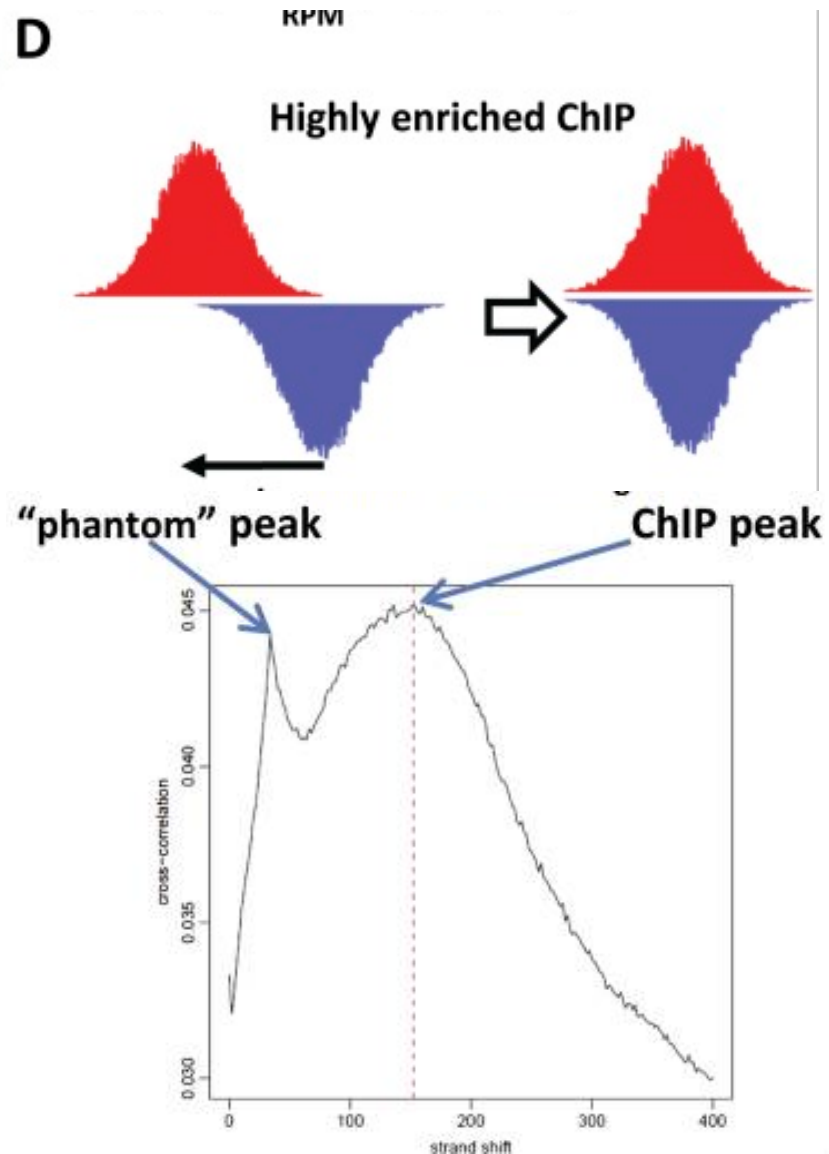 D
RPM
Highly enriched ChIP
“phantom” peak
ChIP peak
0.045
0.040
0.035
0.030
cross-correlation
0
100
200
300
400
strand shift